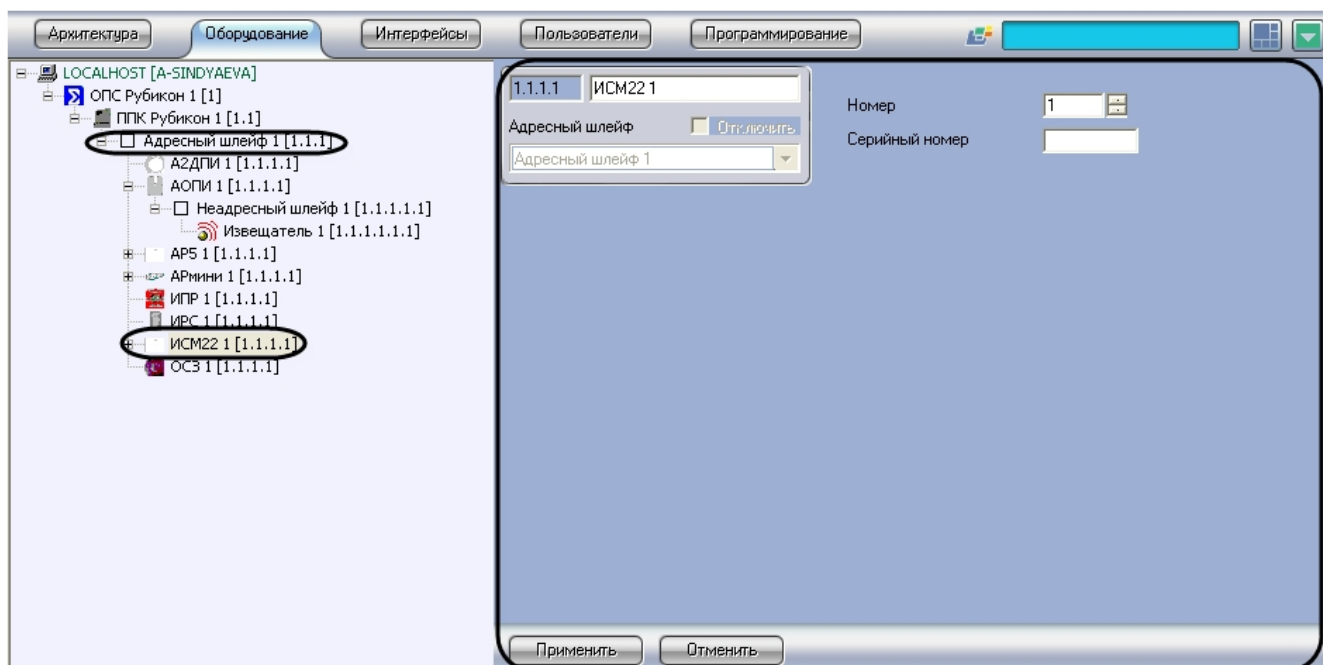 Архитектура Оборудование Интерфейсы Пользователи Программирование
LOCALHOST [A-SINDYAEVA]
ОПС Рубикон 1 [1]
ППК Рубикон 1 [1.1]
Адресный шлейф 1 [1.1.1]
А2ДПИ 1 [1.1.1.1]
АОПИ 1 [1.1.1.1]
Неадресный шлейф 1 [1.1.1.1.1]
Извещатель 1 [1.1.1.1.1.1]
АР5 1 [1.1.1.1]
АРмини 1 [1.1.1.1]
ИПР 1 [1.1.1.1]
ИРС 1 [1.1.1.1]
ИСМ22 1 [1.1.1.1]
ОСЗ 1 [1.1.1.1]
1.1.1.1 ИСМ22 1
Адресный шлейф Отключить
Адресный шлейф 1
Номер 1
Серийный номер
Применить Отменить